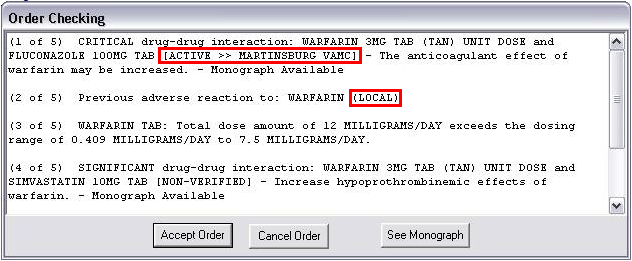 Order Checking
(1 of 5)  CRITICAL drug-drug interaction: WARFARIN 3MG TAB (TAN) UNIT DOSE and
FLUCONAZOLE 100MG TAB [ACTIVE >> MARTINSBURG VAMC] - The anticoagulant effect of
warfarin may be increased. - Monograph Available
(2 of 5)  Previous adverse reaction to: WARFARIN (LOCAL)
(3 of 5)  WARFARIN TAB: Total dose amount of 12 MILLIGRAMS/DAY exceeds the dosing
range of 0.409 MILLIGRAMS/DAY to 7.5 MILLIGRAMS/DAY.
(4 of 5)  SIGNIFICANT drug-drug interaction: WARFARIN 3MG TAB (TAN) UNIT DOSE and
SIMVASTATIN 10MG TAB [NON-VERIFIED] - Increase hypoprothrombinemic effects of
warfarin. - Monograph Available
Accept Order Cancel Order See Monograph